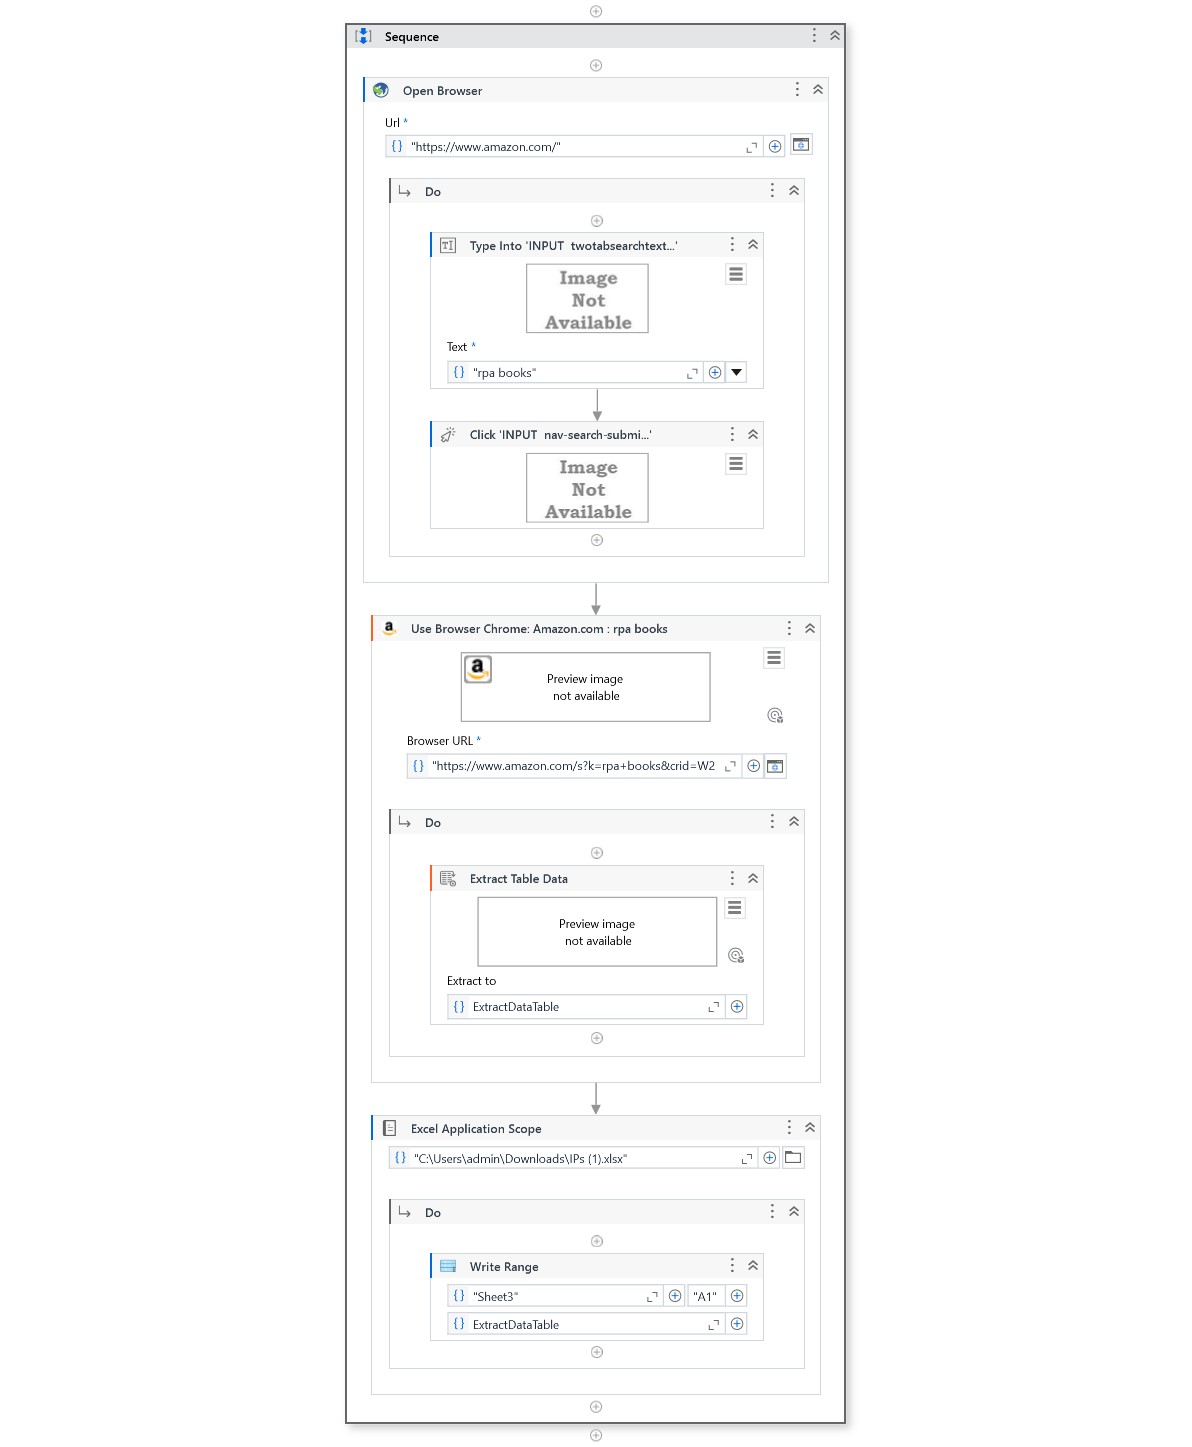 Sequence
Open Browser
Url *
{} "https://www.amazon.com/"
Do
TI Type Into 'INPUT twotabsearchtext...'
Image
Not
Available
Text *
{} "rpa books"
Click 'INPUT nav-search-submi...'
Image
Not
Available
a Use Browser Chrome: Amazon.com : rpa books
a
Preview image
not available
Browser URL *
{} "https://www.amazon.com/s?k=rpa+books&crid=W2
Do
Extract Table Data
Preview image
not available
Extract to
{} ExtractDataTable
Excel Application Scope
{} "C:\Users\admin\Downloads\IPs (1).xlsx"
Do
Write Range
{} "Sheet3" "A1"
{} ExtractDataTable